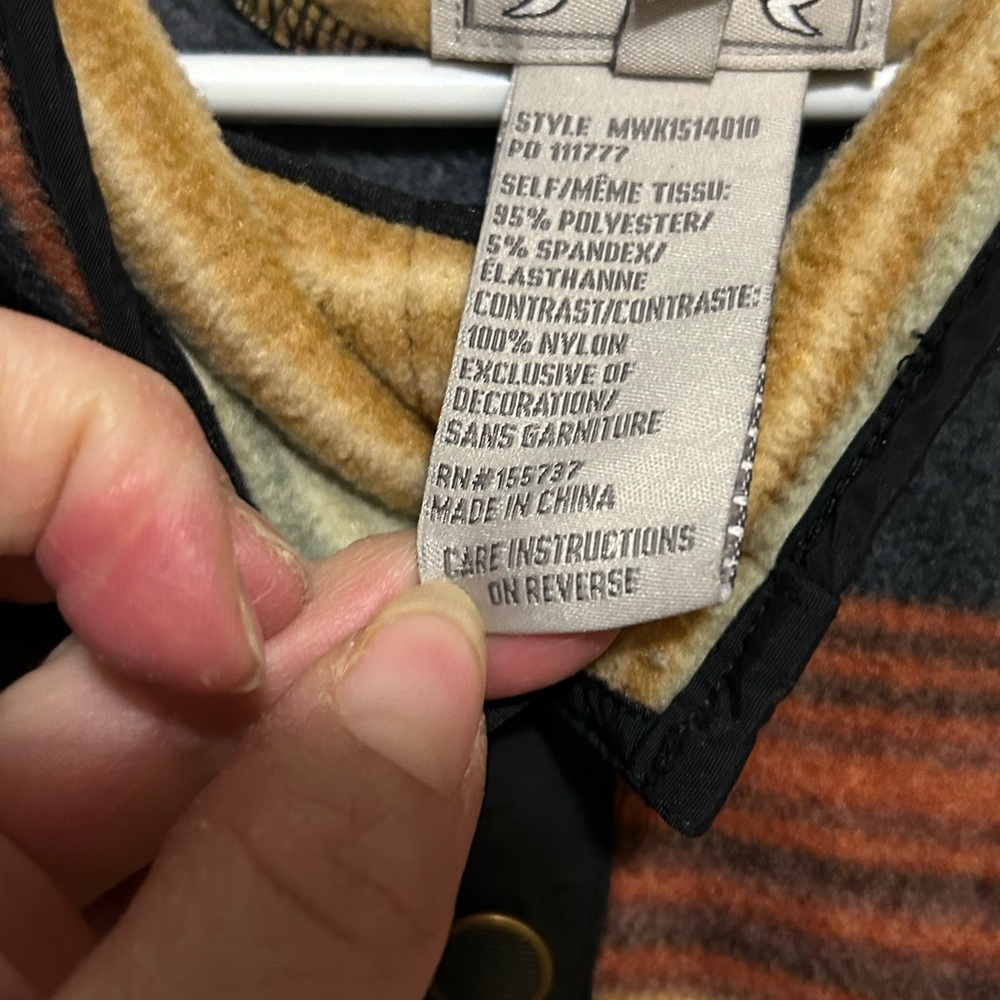 STYLE MWK1514010
PO 111777
SELF/MÊME TISSU:
95% POLYESTER/
5% SPANDEX/
ÉLASTHANNE
CONTRAST/CONTRASTE:
100% NYLON
EXCLUSIVE OF
DECORATION/
SANS GARNITURE
RN#155737
MADE IN CHINA
CARE INSTRUCTIONS
ON REVERSE